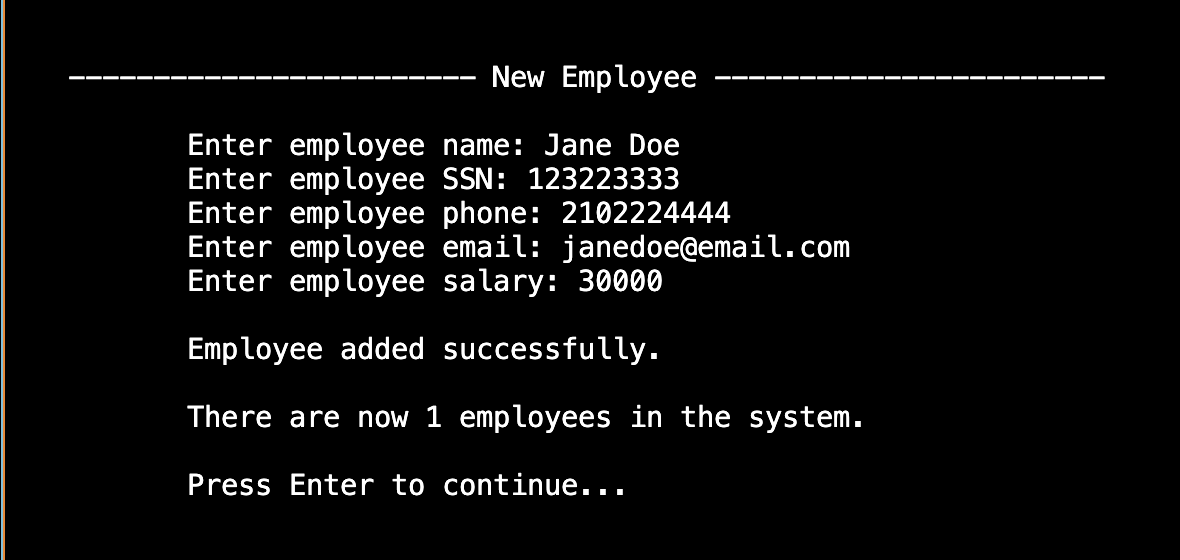 ------------------------ New Employee -----------------------
Enter employee name: Jane Doe
Enter employee SSN: 123223333
Enter employee phone: 2102224444
Enter employee email: janedoe@email.com
Enter employee salary: 30000
Employee added successfully.
There are now 1 employees in the system.
Press Enter to continue...